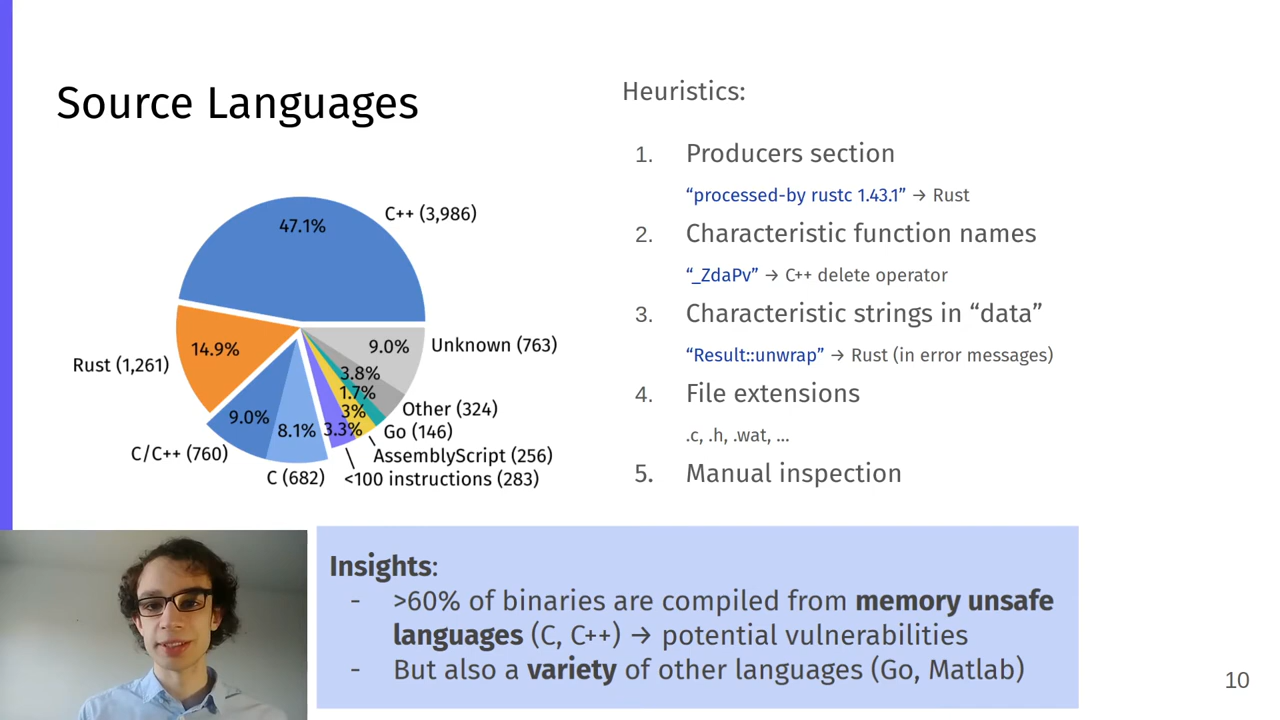 Source Languages
47.1%
C++ (3,986)
14.9%
Rust (1,261)
9.0%
C/C++ (760)
8.1%
C (682)
3.3%
<100 instructions (283)
3%
AssemblyScript (256)
1.7%
Go (146)
3.8%
Other (324)
9.0%
Unknown (763)
Heuristics:
1. Producers section
“processed-by rustc 1.43.1” → Rust
2. Characteristic function names
“_ZdaPv” → C++ delete operator
3. Characteristic strings in “data”
“Result::unwrap” → Rust (in error messages)
4. File extensions
.c, .h, .wat, ...
5. Manual inspection
Insights:
- >60% of binaries are compiled from memory unsafe
languages (C, C++) → potential vulnerabilities
- But also a variety of other languages (Go, Matlab)
10